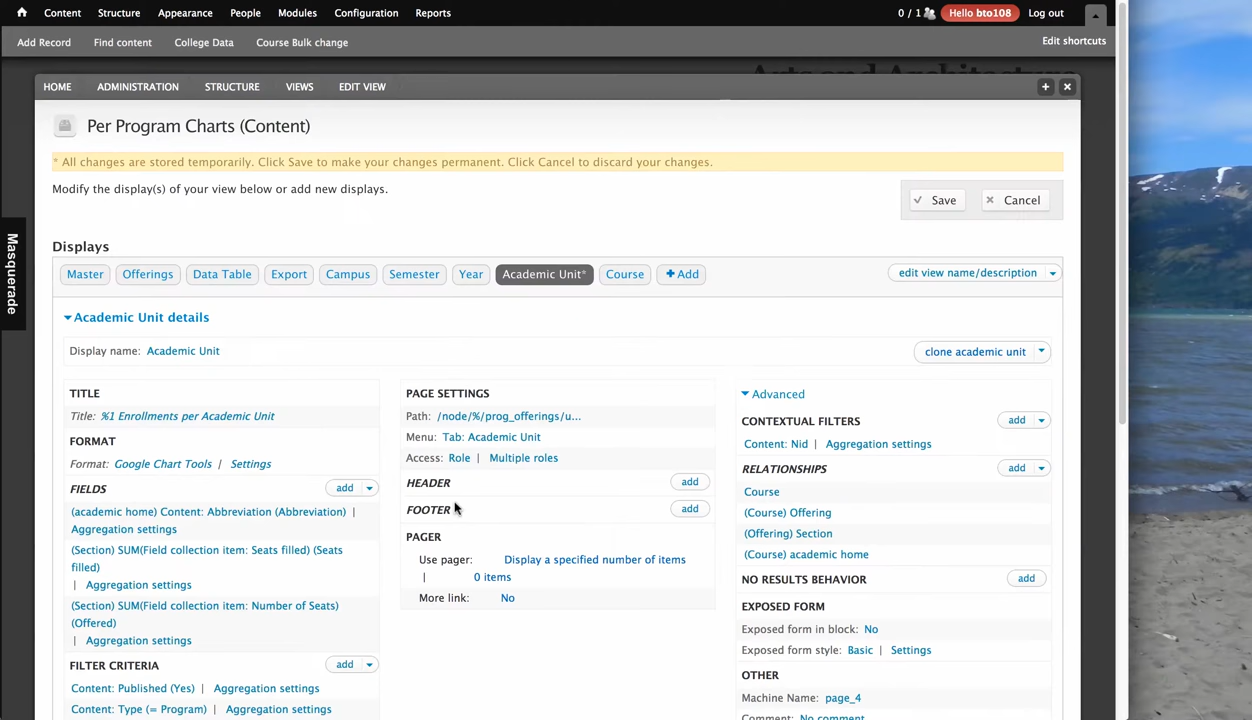 Content Structure Appearance People Modules Configuration Reports 0 / 1 Hello bto108 Log out
Add Record Find content College Data Course Bulk change Edit shortcuts
Arts and Architecture
HOME ADMINISTRATION STRUCTURE VIEWS EDIT VIEW
Per Program Charts (Content)
* All changes are stored temporarily. Click Save to make your changes permanent. Click Cancel to discard your changes.
Modify the display(s) of your view below or add new displays.
Save Cancel
Masquerade
Displays
Master Offerings Data Table Export Campus Semester Year Academic Unit* Course + Add edit view name/description
Academic Unit details
Display name: Academic Unit clone academic unit
TITLE
Title: %1 Enrollments per Academic Unit
FORMAT
Format: Google Chart Tools | Settings
FIELDS add
(academic home) Content: Abbreviation (Abbreviation) |
Aggregation settings
(Section) SUM(Field collection item: Seats filled) (Seats
filled)
| Aggregation settings
(Section) SUM(Field collection item: Number of Seats)
(Offered)
| Aggregation settings
FILTER CRITERIA add
Content: Published (Yes) | Aggregation settings
Content: Type (= Program) | Aggregation settings
PAGE SETTINGS
Path: /node/%/prog_offerings/u...
Menu: Tab: Academic Unit
Access: Role | Multiple roles
HEADER add
FOOTER add
PAGER
Use pager: Display a specified number of items
| 0 items
More link: No
Advanced
CONTEXTUAL FILTERS add
Content: Nid | Aggregation settings
RELATIONSHIPS add
Course
(Course) Offering
(Offering) Section
(Course) academic home
NO RESULTS BEHAVIOR add
EXPOSED FORM
Exposed form in block: No
Exposed form style: Basic | Settings
OTHER
Machine Name: page_4
Comment: No comment